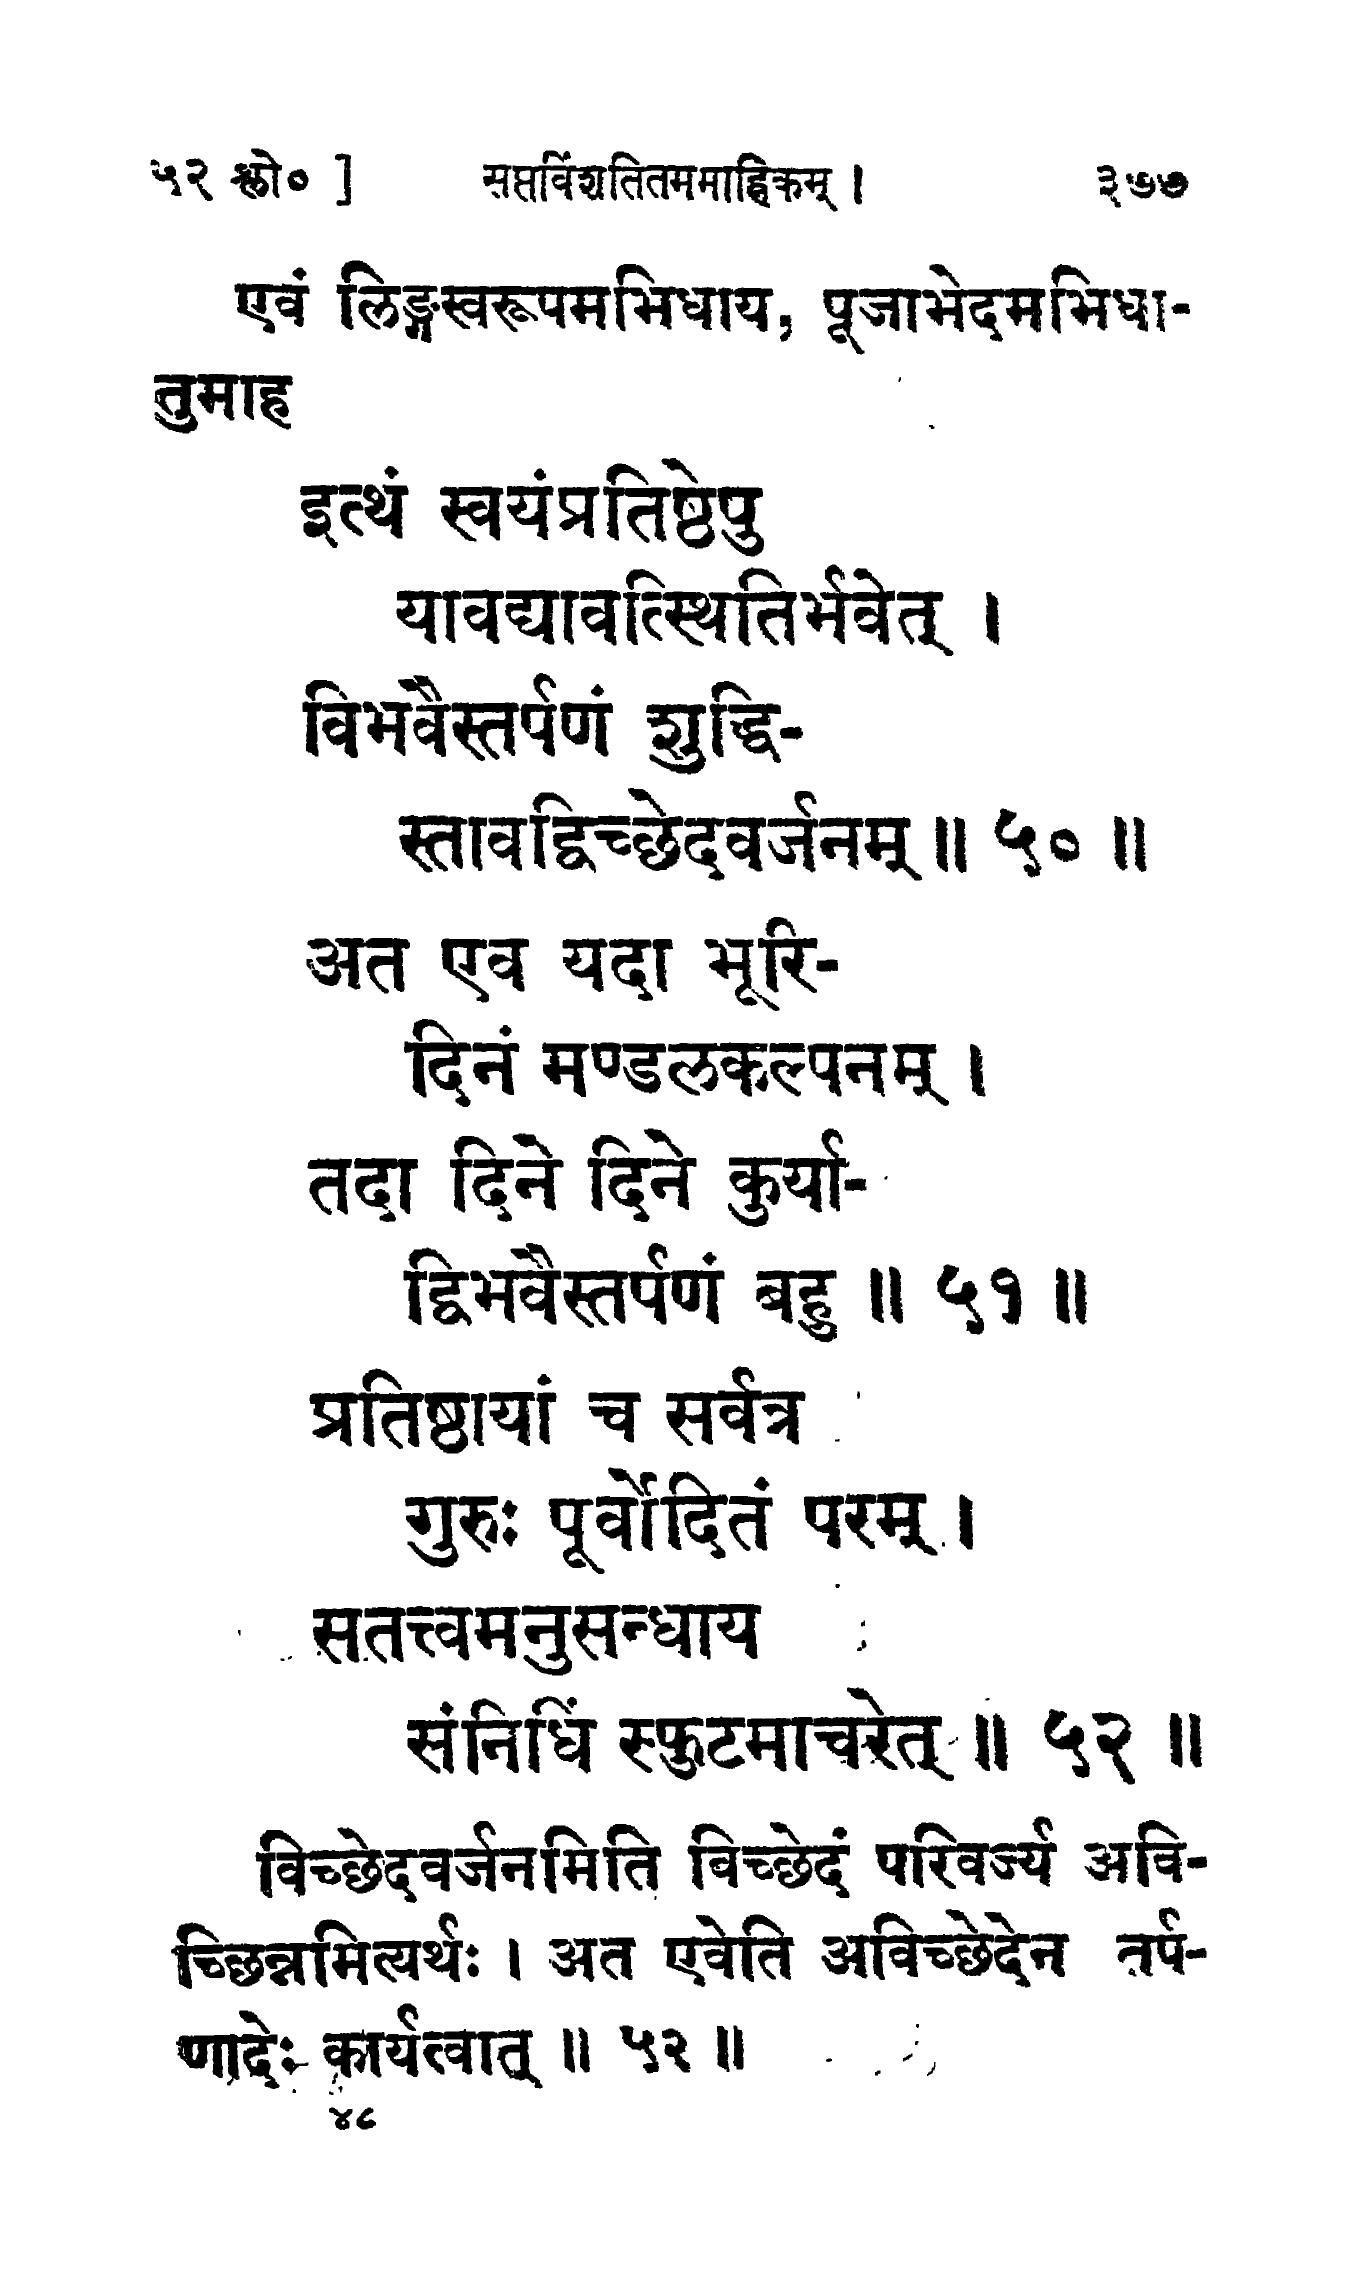 ५२ श्लो० ] सप्तविंशतितममाह्निकम् । ३७७
एवं लिङ्गस्वरूपमभिधाय, पूजाभेदमभिधा-
तुमाह
इत्थं स्वयंप्रतिष्ठेषु
यावद्यावत्स्थितिर्भवेत् ।
विभवैस्तर्पणं शुद्धि-
स्तावद्विच्छेदवर्जनम् ॥ ५० ॥
अत एव यदा भूरि-
दिनं मण्डलकल्पनम् ।
तदा दिने दिने कुर्या-
द्विभवैस्तर्पणं बहु ॥ ५१ ॥
प्रतिष्ठायां च सर्वत्र
गुरुः पूर्वोदितं परम् ।
सतत्त्वमनुसन्धाय
संनिधिं स्फुटमाचरेत् ॥ ५२ ॥
विच्छेदवर्जनमिति विच्छेदं परिवर्ज्य अवि-
च्छिन्नमित्यर्थः । अत एवेति अविच्छेदेन तर्प-
णादेः कार्यत्वात् ॥ ५२ ॥
४८